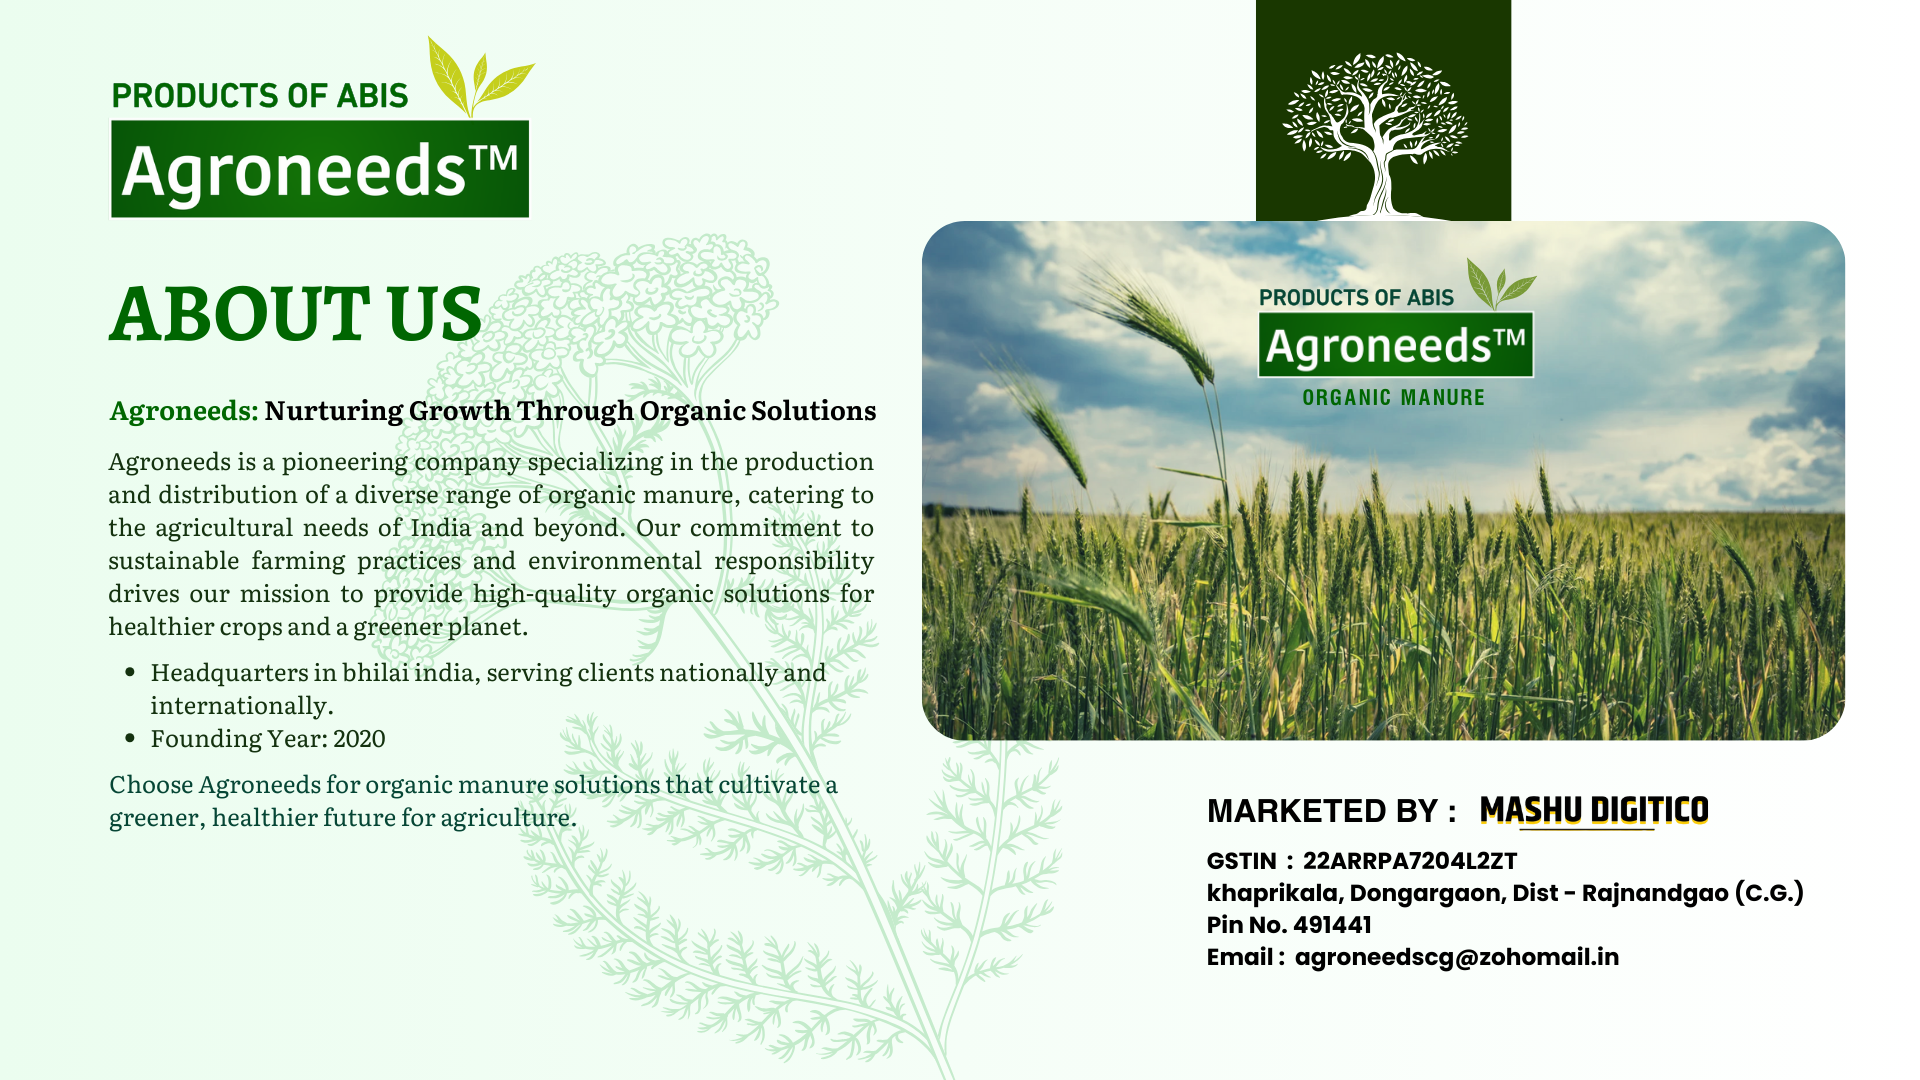 PRODUCTS OF ABIS
Agroneeds™
ABOUT US
Agroneeds: Nurturing Growth Through Organic Solutions
Agroneeds is a pioneering company specializing in the production
and distribution of a diverse range of organic manure, catering to
the agricultural needs of India and beyond. Our commitment to
sustainable farming practices and environmental responsibility
drives our mission to provide high-quality organic solutions for
healthier crops and a greener planet.
• Headquarters in bhilai india, serving clients nationally and
internationally.
• Founding Year: 2020
Choose Agroneeds for organic manure solutions that cultivate a
greener, healthier future for agriculture.
PRODUCTS OF ABIS
Agroneeds™
ORGANIC MANURE
MARKETED BY : MASHU DIGITICO
GSTIN : 22ARRPA7204L2ZT
khaprikala, Dongargaon, Dist - Rajnandgao (C.G.)
Pin No. 491441
Email : agroneedscg@zohomail.in